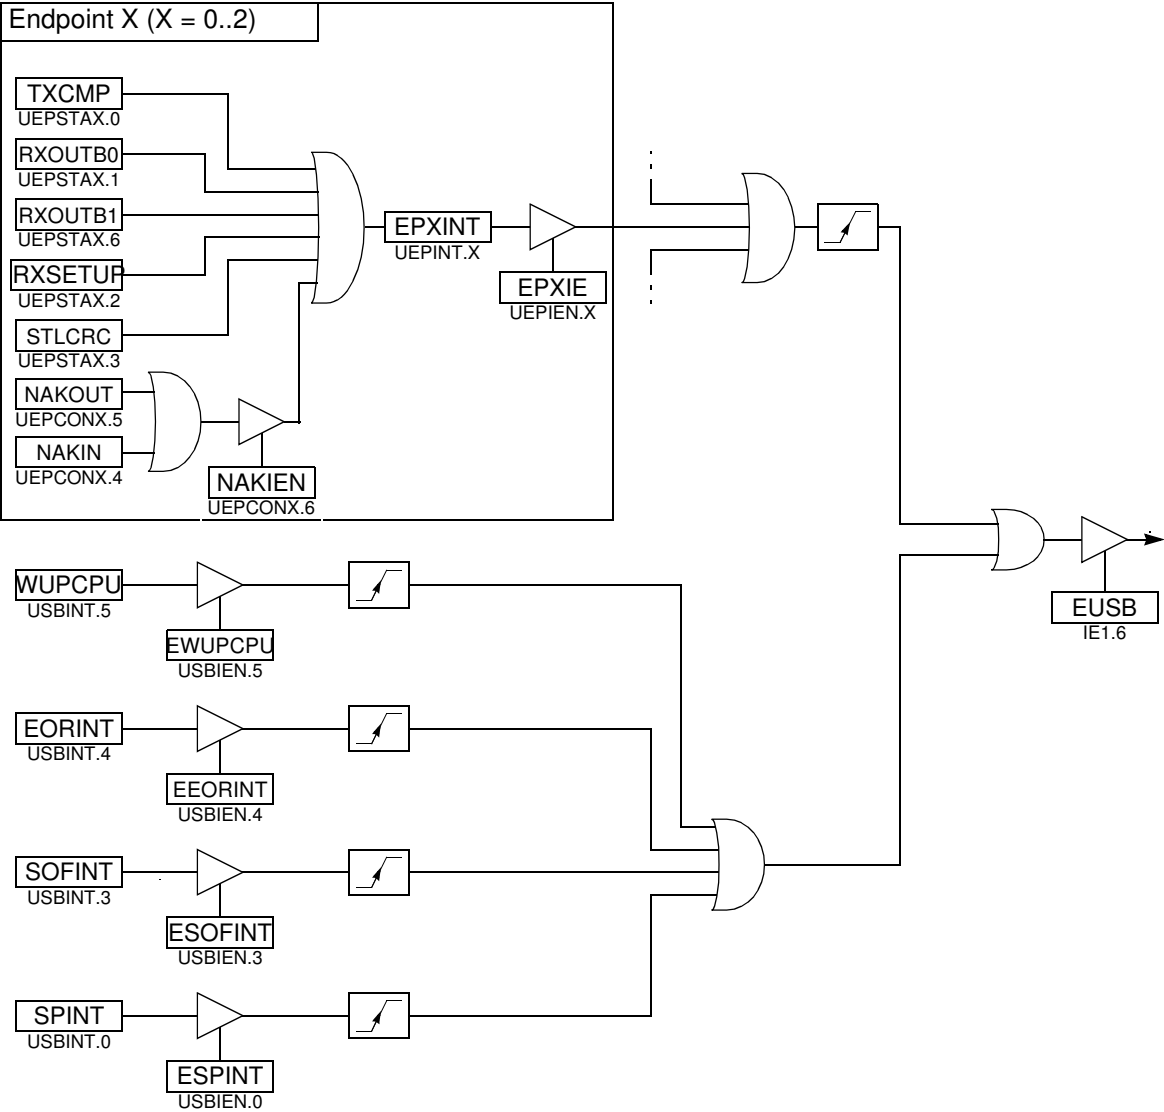 Endpoint X (X = 0..2)
TXCMP
UEPSTAX.0
RXOUTB0
UEPSTAX.1
RXOUTB1
UEPSTAX.6
RXSETUP
UEPSTAX.2
STLCRC
UEPSTAX.3
NAKOUT
UEPCONX.5
NAKIN
UEPCONX.4
NAKIEN
UEPCONX.6
EPXINT
UEPINT.X
EPXIE
UEPIEN.X
WUPCPU
USBINT.5
EWUPCPU
USBIEN.5
EORINT
USBINT.4
EEORINT
USBIEN.4
SOFINT
USBINT.3
ESOFINT
USBIEN.3
SPINT
USBINT.0
ESPINT
USBIEN.0
EUSB
IE1.6